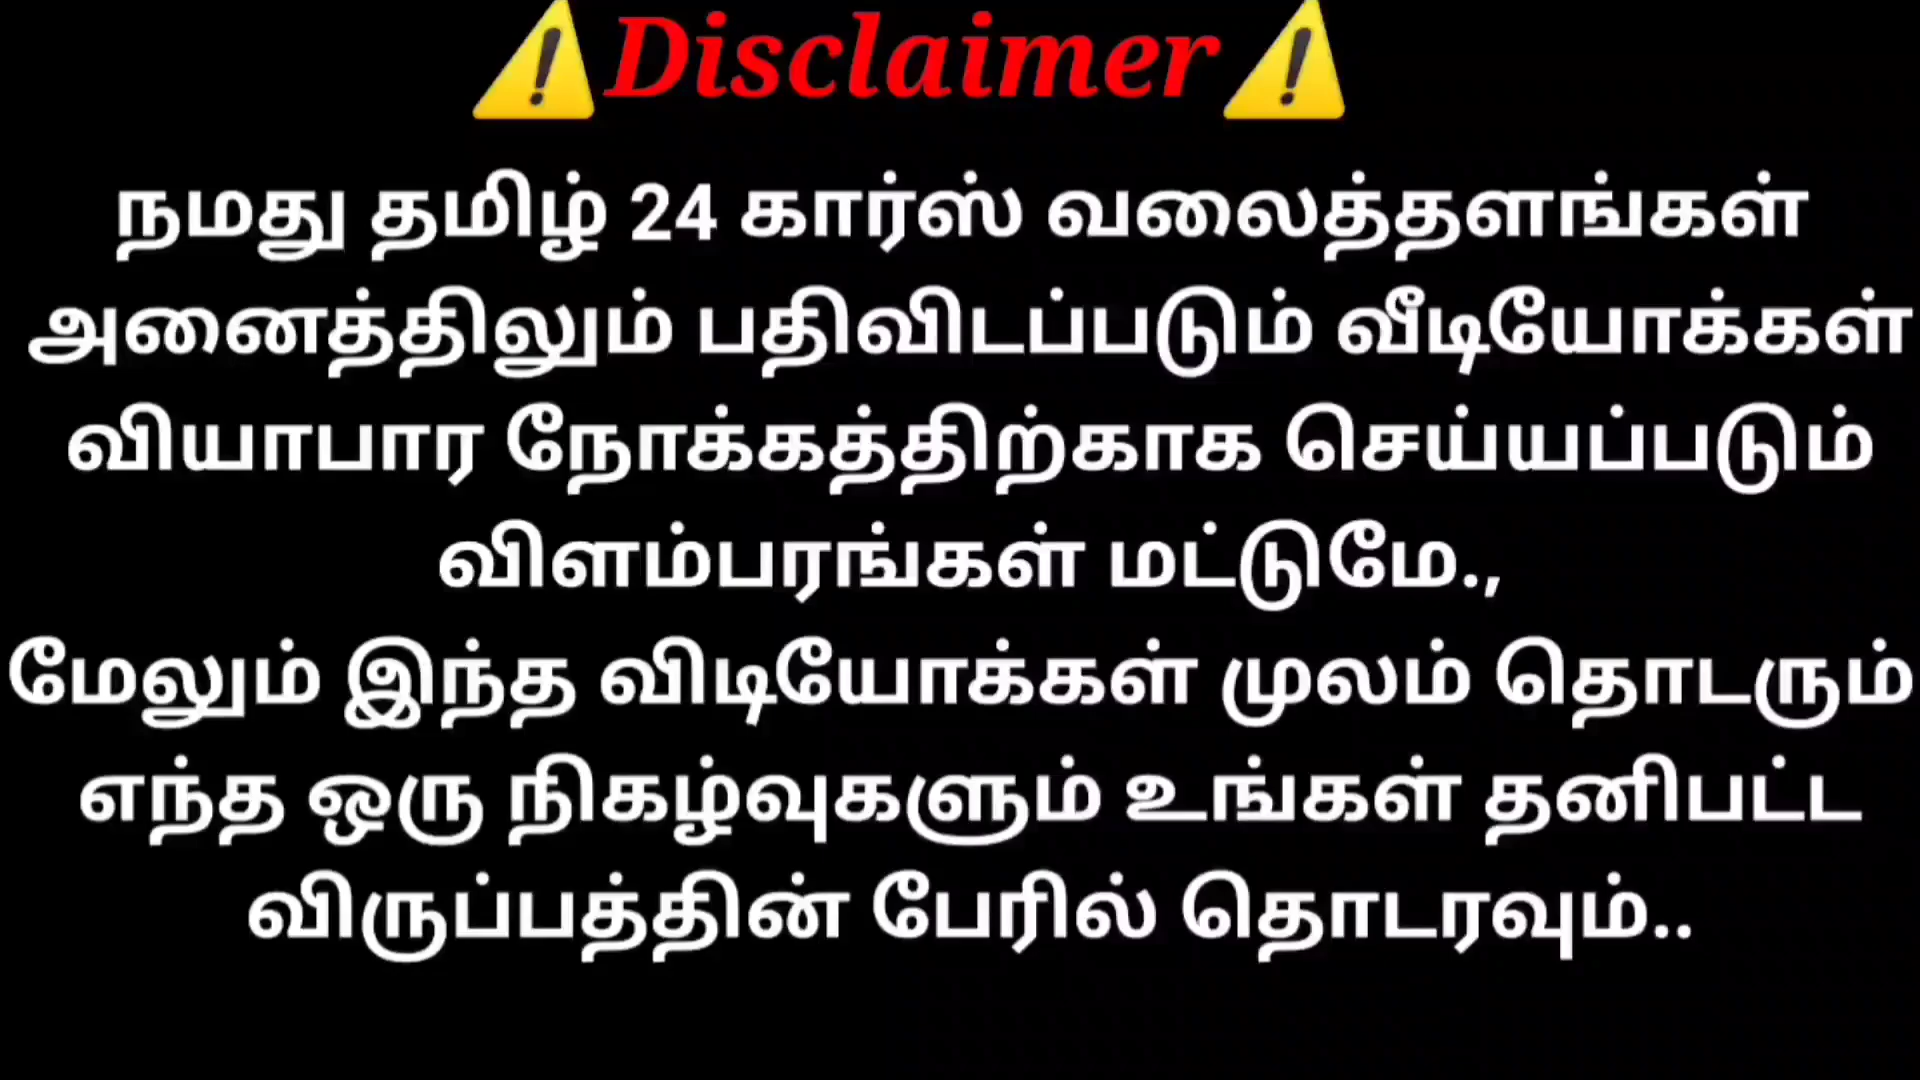 ⚠️Disclaimer⚠️
நமது தமிழ் 24 கார்ஸ் வலைத்தளங்கள்
அனைத்திலும் பதிவிடப்படும் வீடியோக்கள்
வியாபார நோக்கத்திற்காக செய்யப்படும்
விளம்பரங்கள் மட்டுமே.,
மேலும் இந்த விடியோக்கள் முலம் தொடரும்
எந்த ஒரு நிகழ்வுகளும் உங்கள் தனிபட்ட
விருப்பத்தின் பேரில் தொடரவும்..